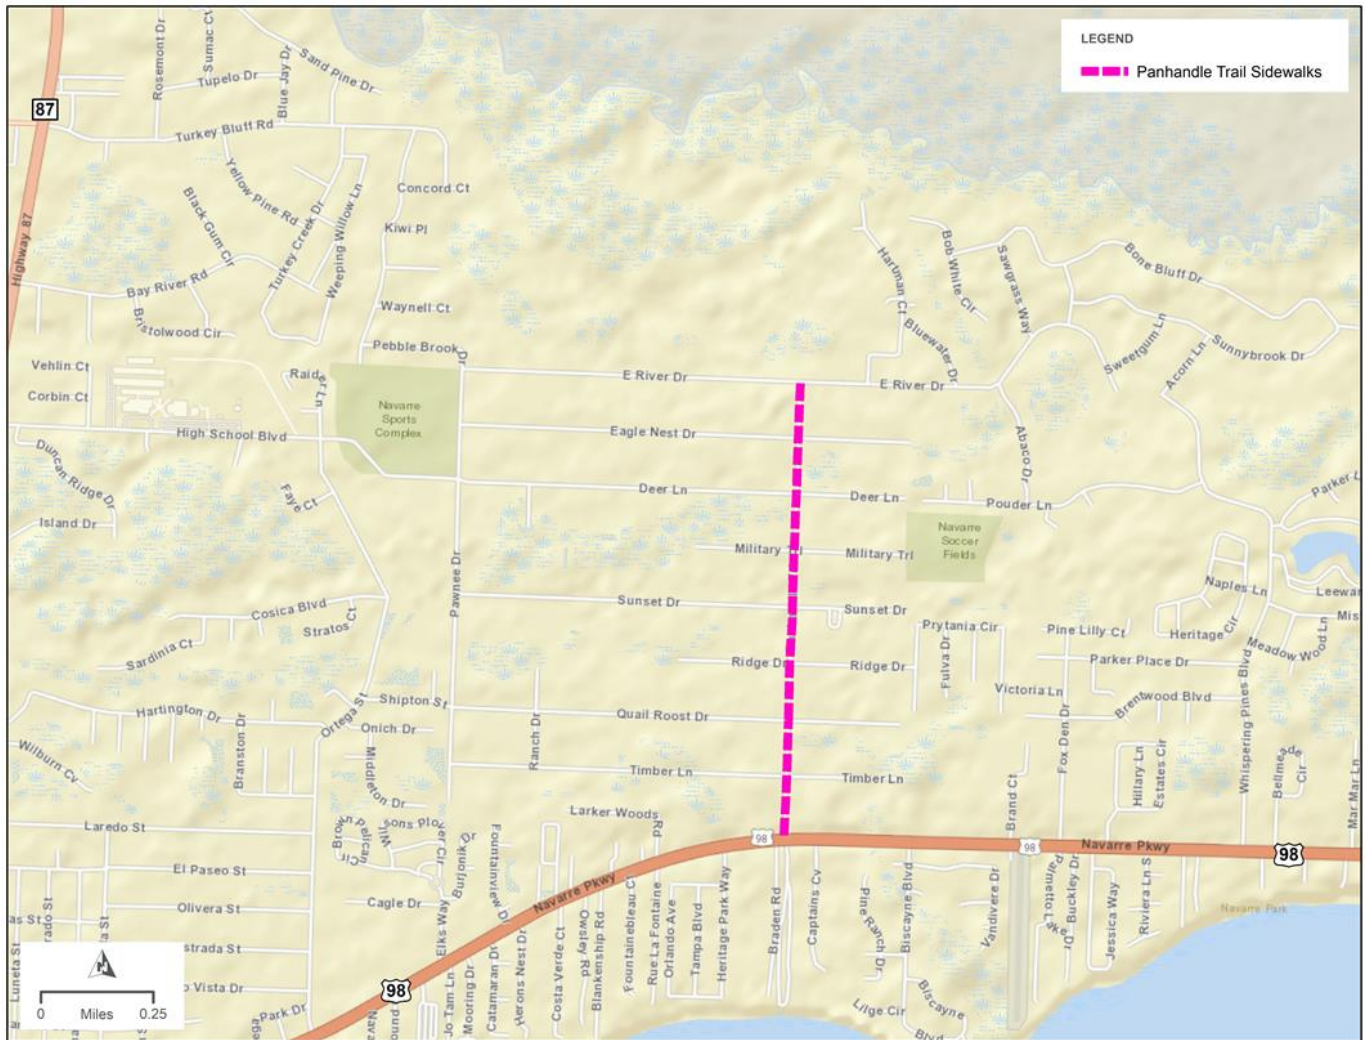 LEGEND
Panhandle Trail Sidewalks
Rosemont Dr
Sumac Ct
Tupelo Dr
Blue Jay Dr
Sand Pine Dr
87
Turkey Bluff Rd
Yellow Pine Rd
Black Gum Cir
Turkey Creek Dr
Weeping Willow Ln
Concord Ct
Kiwi Pl
Highway 87
Bay River Rd
Bristolwood Cir
Waynell Ct
Pebble Brook
Dr
Hartman Ct
Bob White Cir
Sawgrass Way
Bone Bluff Dr
Bluewater Dr
Sweetgum Ln
Acorn Ln
Sunnybrook Dr
Vehlin Ct
Corbin Ct
Raider Ln
Navarre
Sports
Complex
E River Dr
E River Dr
High School Blvd
Eagle Nest Dr
Abaco Dr
Duncan Ridge Dr
Faye Ct
Deer Ln
Deer Ln
Pouder Ln
Parker L
Island Dr
Navarre
Soccer
Fields
Military Trl
Military Trl
Pawnee Dr
Naples Ln
Leewar
Mis
Cosica Blvd
Stratos Ct
Sunset Dr
Sunset Dr
Prytania Cir
Pine Lilly Ct
Heritage Cir
Meadow Wood Ln
Sardinia Ct
Ridge Dr
Ridge Dr
Fulva Dr
Parker Place Dr
Victoria Ln
Brentwood Blvd
Whispering Pines Blvd
Shipton St
Hartington Dr
Ortega St
Onich Dr
Quail Roost Dr
Ranch Dr
Fox Den Dr
Wilburn Cv
Branston Dr
Middleton Dr
Timber Ln
Timber Ln
Brand Ct
Hillary Ln
Estates Cir
Bellmeade Cir
Mar Mar Ln
Larker Woods
Rd
Laredo St
Brown Pelican Cir
Burjonik Dr
Fountainview Dr
98
98
Navarre Pkwy
98
El Paseo St
Navarre Pkwy
Olivera St
Cagle Dr
Elks Way
Herons Nest Dr
Costa Verde Ct
Owsley Rd
Blankenship Rd
Fountainebleau Ct
Rue La Fontaine
Orlando Ave
Tampa Blvd
Heritage Park Way
Braden Rd
Captains Cv
Pine Ranch Dr
Biscayne Blvd
Vandivere Dr
Palmetto Lake Dr
Buckley Dr
Jessica Way
Riviera Ln S
Navarre Park
as St
strada St
o Vista Dr
Luneta St
98
Jo Tam Ln
Mooring Dr
Catamaran Dr
Lilge Cir
Biscayne
Blvd
Park Dr
N
0 Miles 0.25